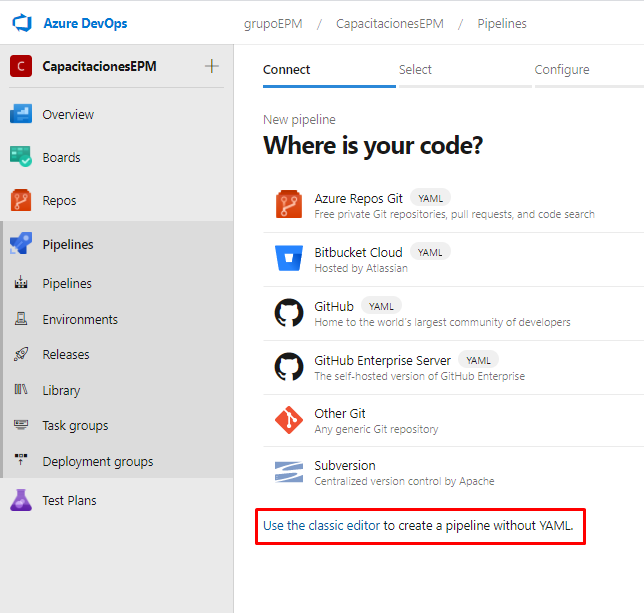 Azure DevOps
grupoEPM / CapacitacionesEPM / Pipelines
C CapacitacionesEPM +
Overview
Boards
Repos
Pipelines
Pipelines
Environments
Releases
Library
Task groups
Deployment groups
Test Plans
Connect
Select
Configure
New pipeline
Where is your code?
Azure Repos Git YAML
Free private Git repositories, pull requests, and code search
Bitbucket Cloud YAML
Hosted by Atlassian
GitHub YAML
Home to the world's largest community of developers
GitHub Enterprise Server YAML
The self-hosted version of GitHub Enterprise
Other Git
Any generic Git repository
Subversion
Centralized version control by Apache
Use the classic editor to create a pipeline without YAML.